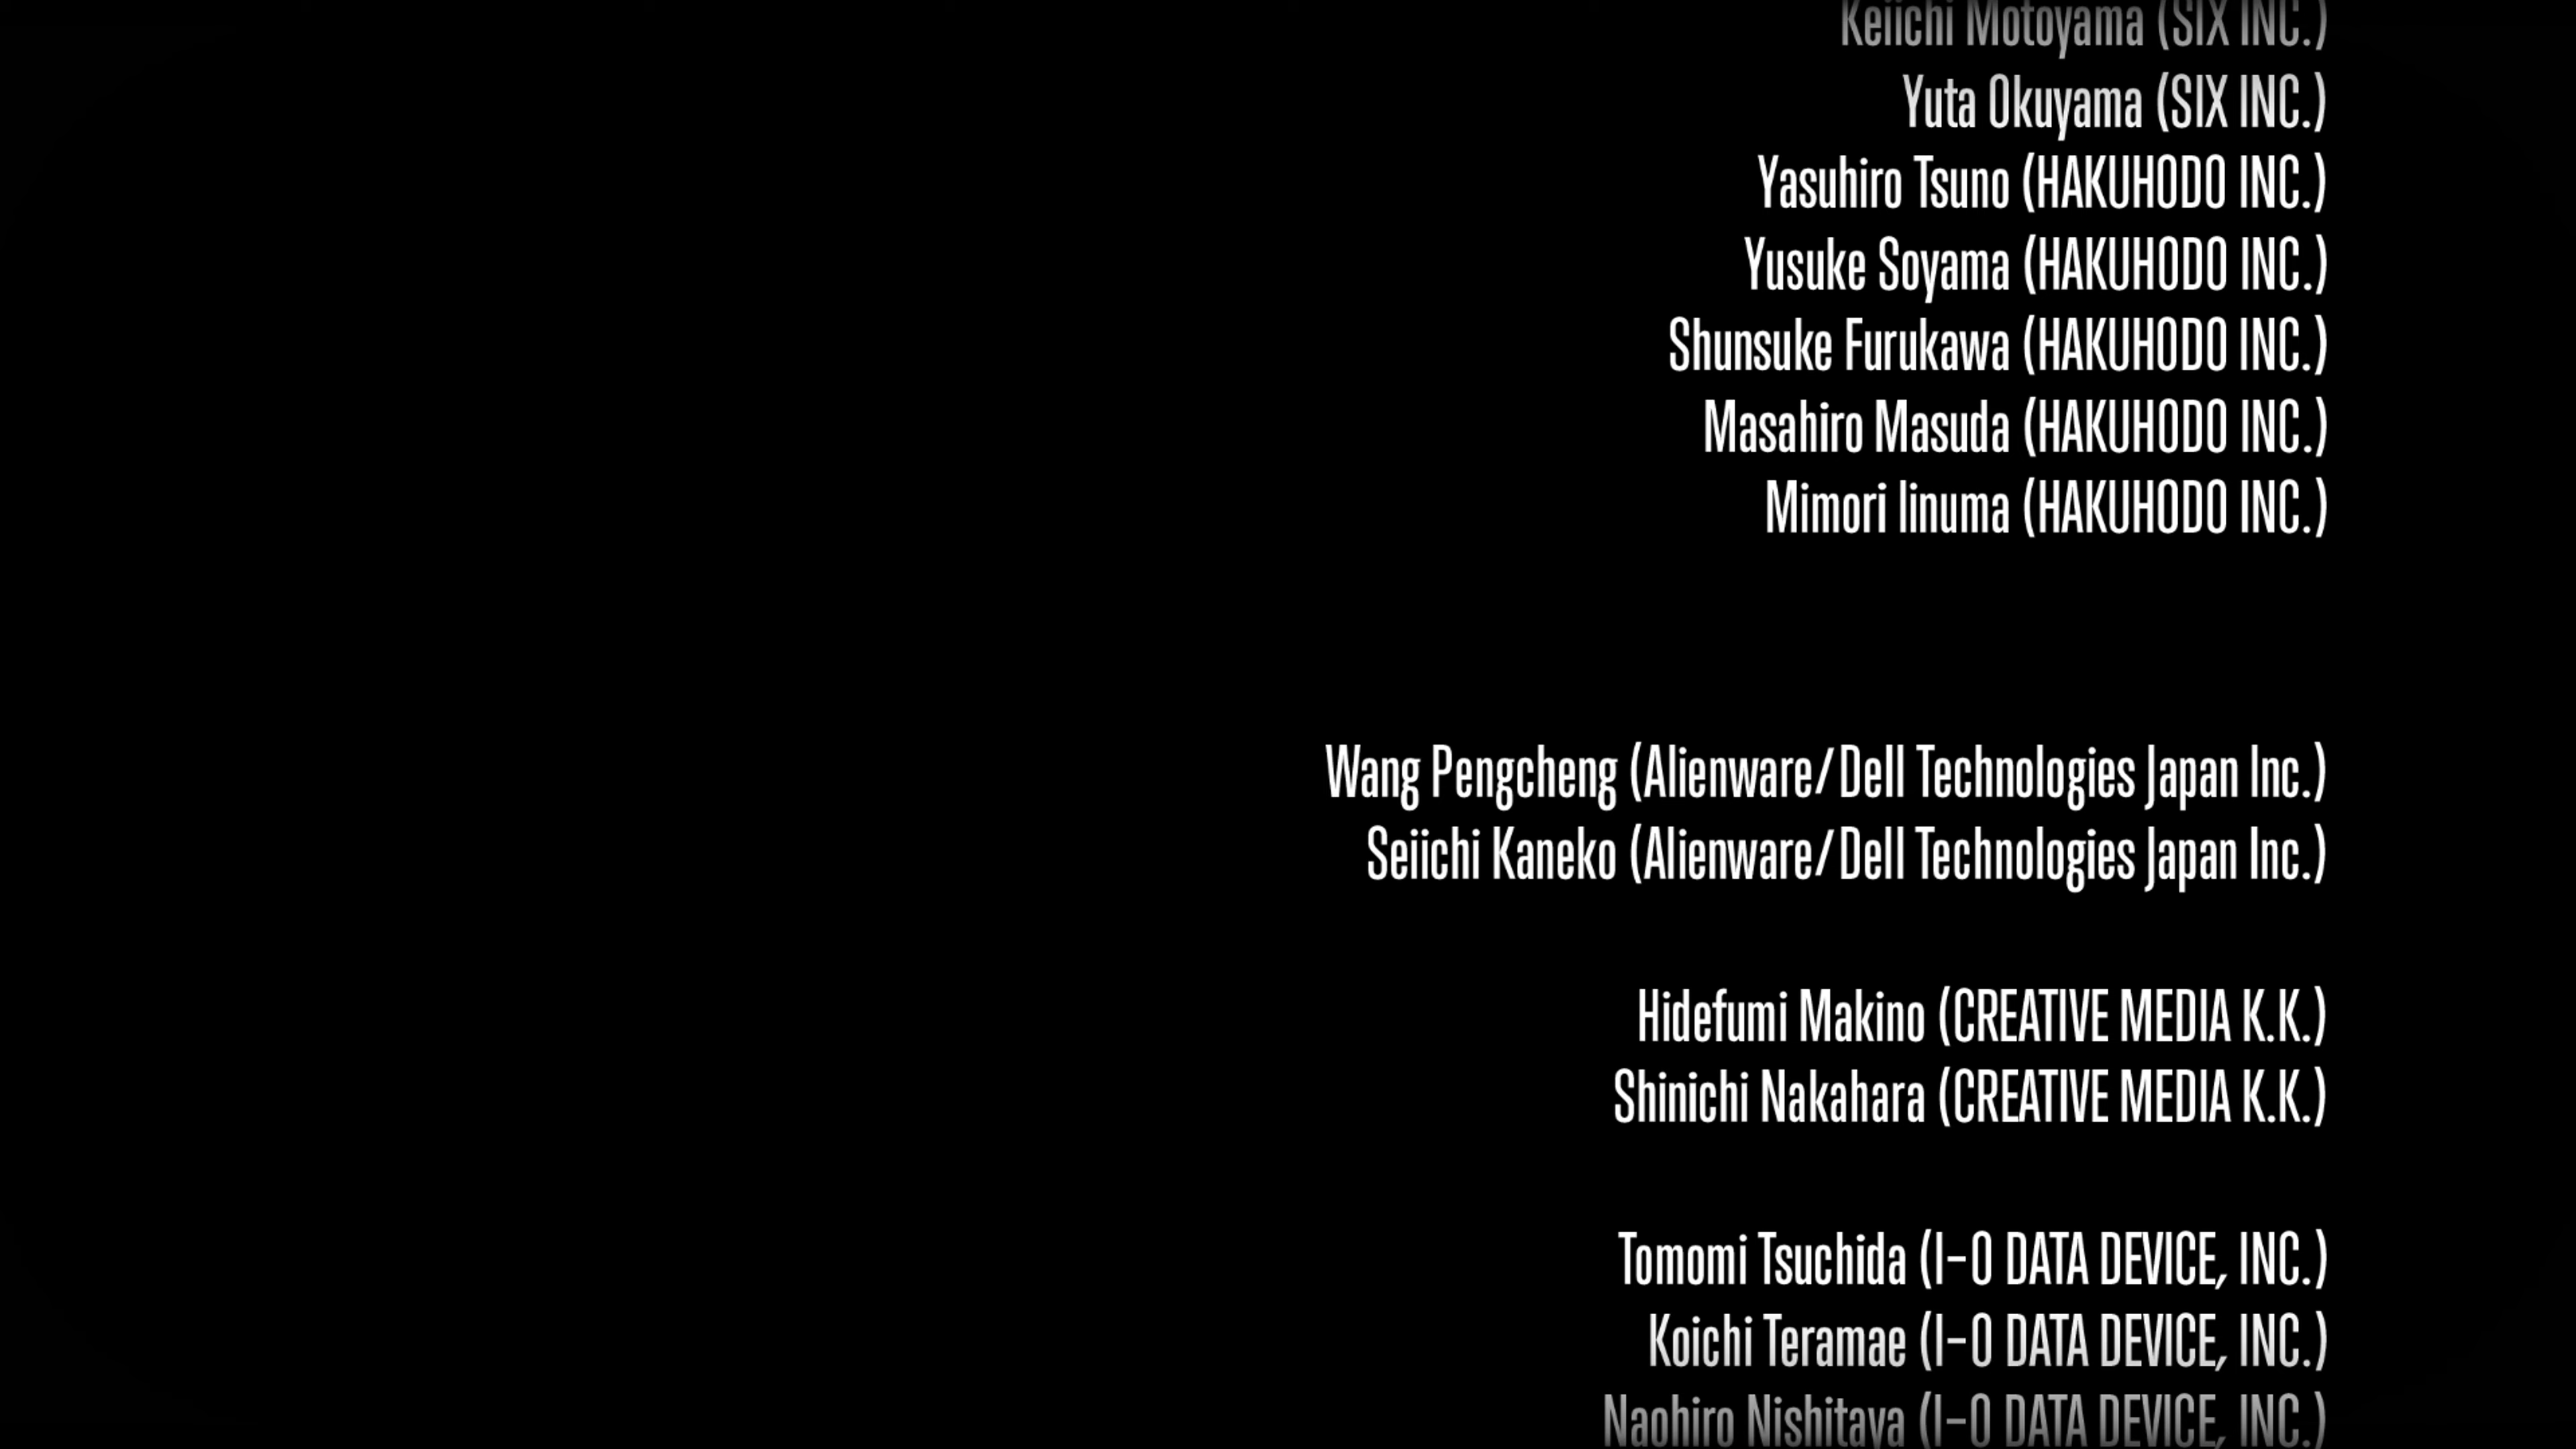 Keiichi Motoyama (SIX INC.)
Yuta Okuyama (SIX INC.)
Yasuhiro Tsuno (HAKUHODO INC.)
Yusuke Soyama (HAKUHODO INC.)
Shunsuke Furukawa (HAKUHODO INC.)
Masahiro Masuda (HAKUHODO INC.)
Mimori Iinuma (HAKUHODO INC.)
Wang Pengcheng (Alienware/Dell Technologies Japan Inc.)
Seiichi Kaneko (Alienware/Dell Technologies Japan Inc.)
Hidefumi Makino (CREATIVE MEDIA K.K.)
Shinichi Nakahara (CREATIVE MEDIA K.K.)
Tomomi Tsuchida (I-O DATA DEVICE, INC.)
Koichi Teramae (I-O DATA DEVICE, INC.)
Naohiro Nishitaya (I-O DATA DEVICE, INC.)